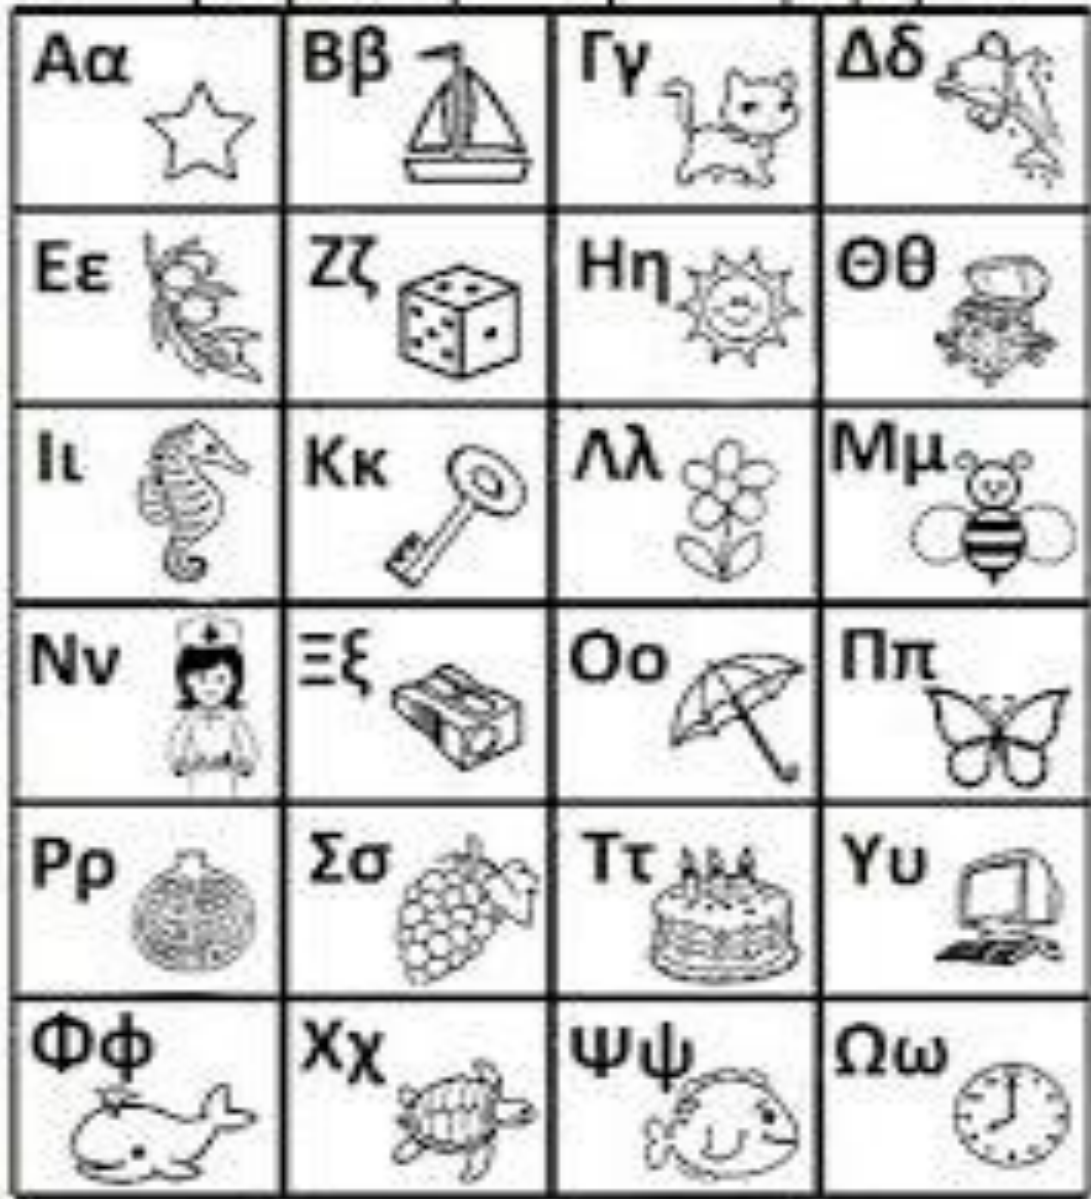 Αα Ββ Γγ Δδ
Εε Ζζ Ηη Θθ
Ιι Κκ Λλ Μμ
Νν Ξξ Οο Ππ
Ρρ Σσ Ττ Υυ
Φφ Χχ Ψψ Ωω